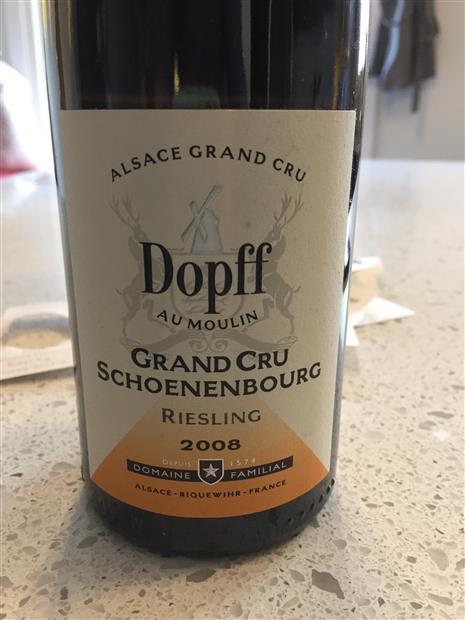 ALSACE GRAND CRU
Dopff
AU MOULIN
GRAND CRU
SCHOENENBOURG
RIESLING
2008
DEPUIS 1574
DOMAINE FAMILIAL
ALSACE - RIQUEWIHR - FRANCE